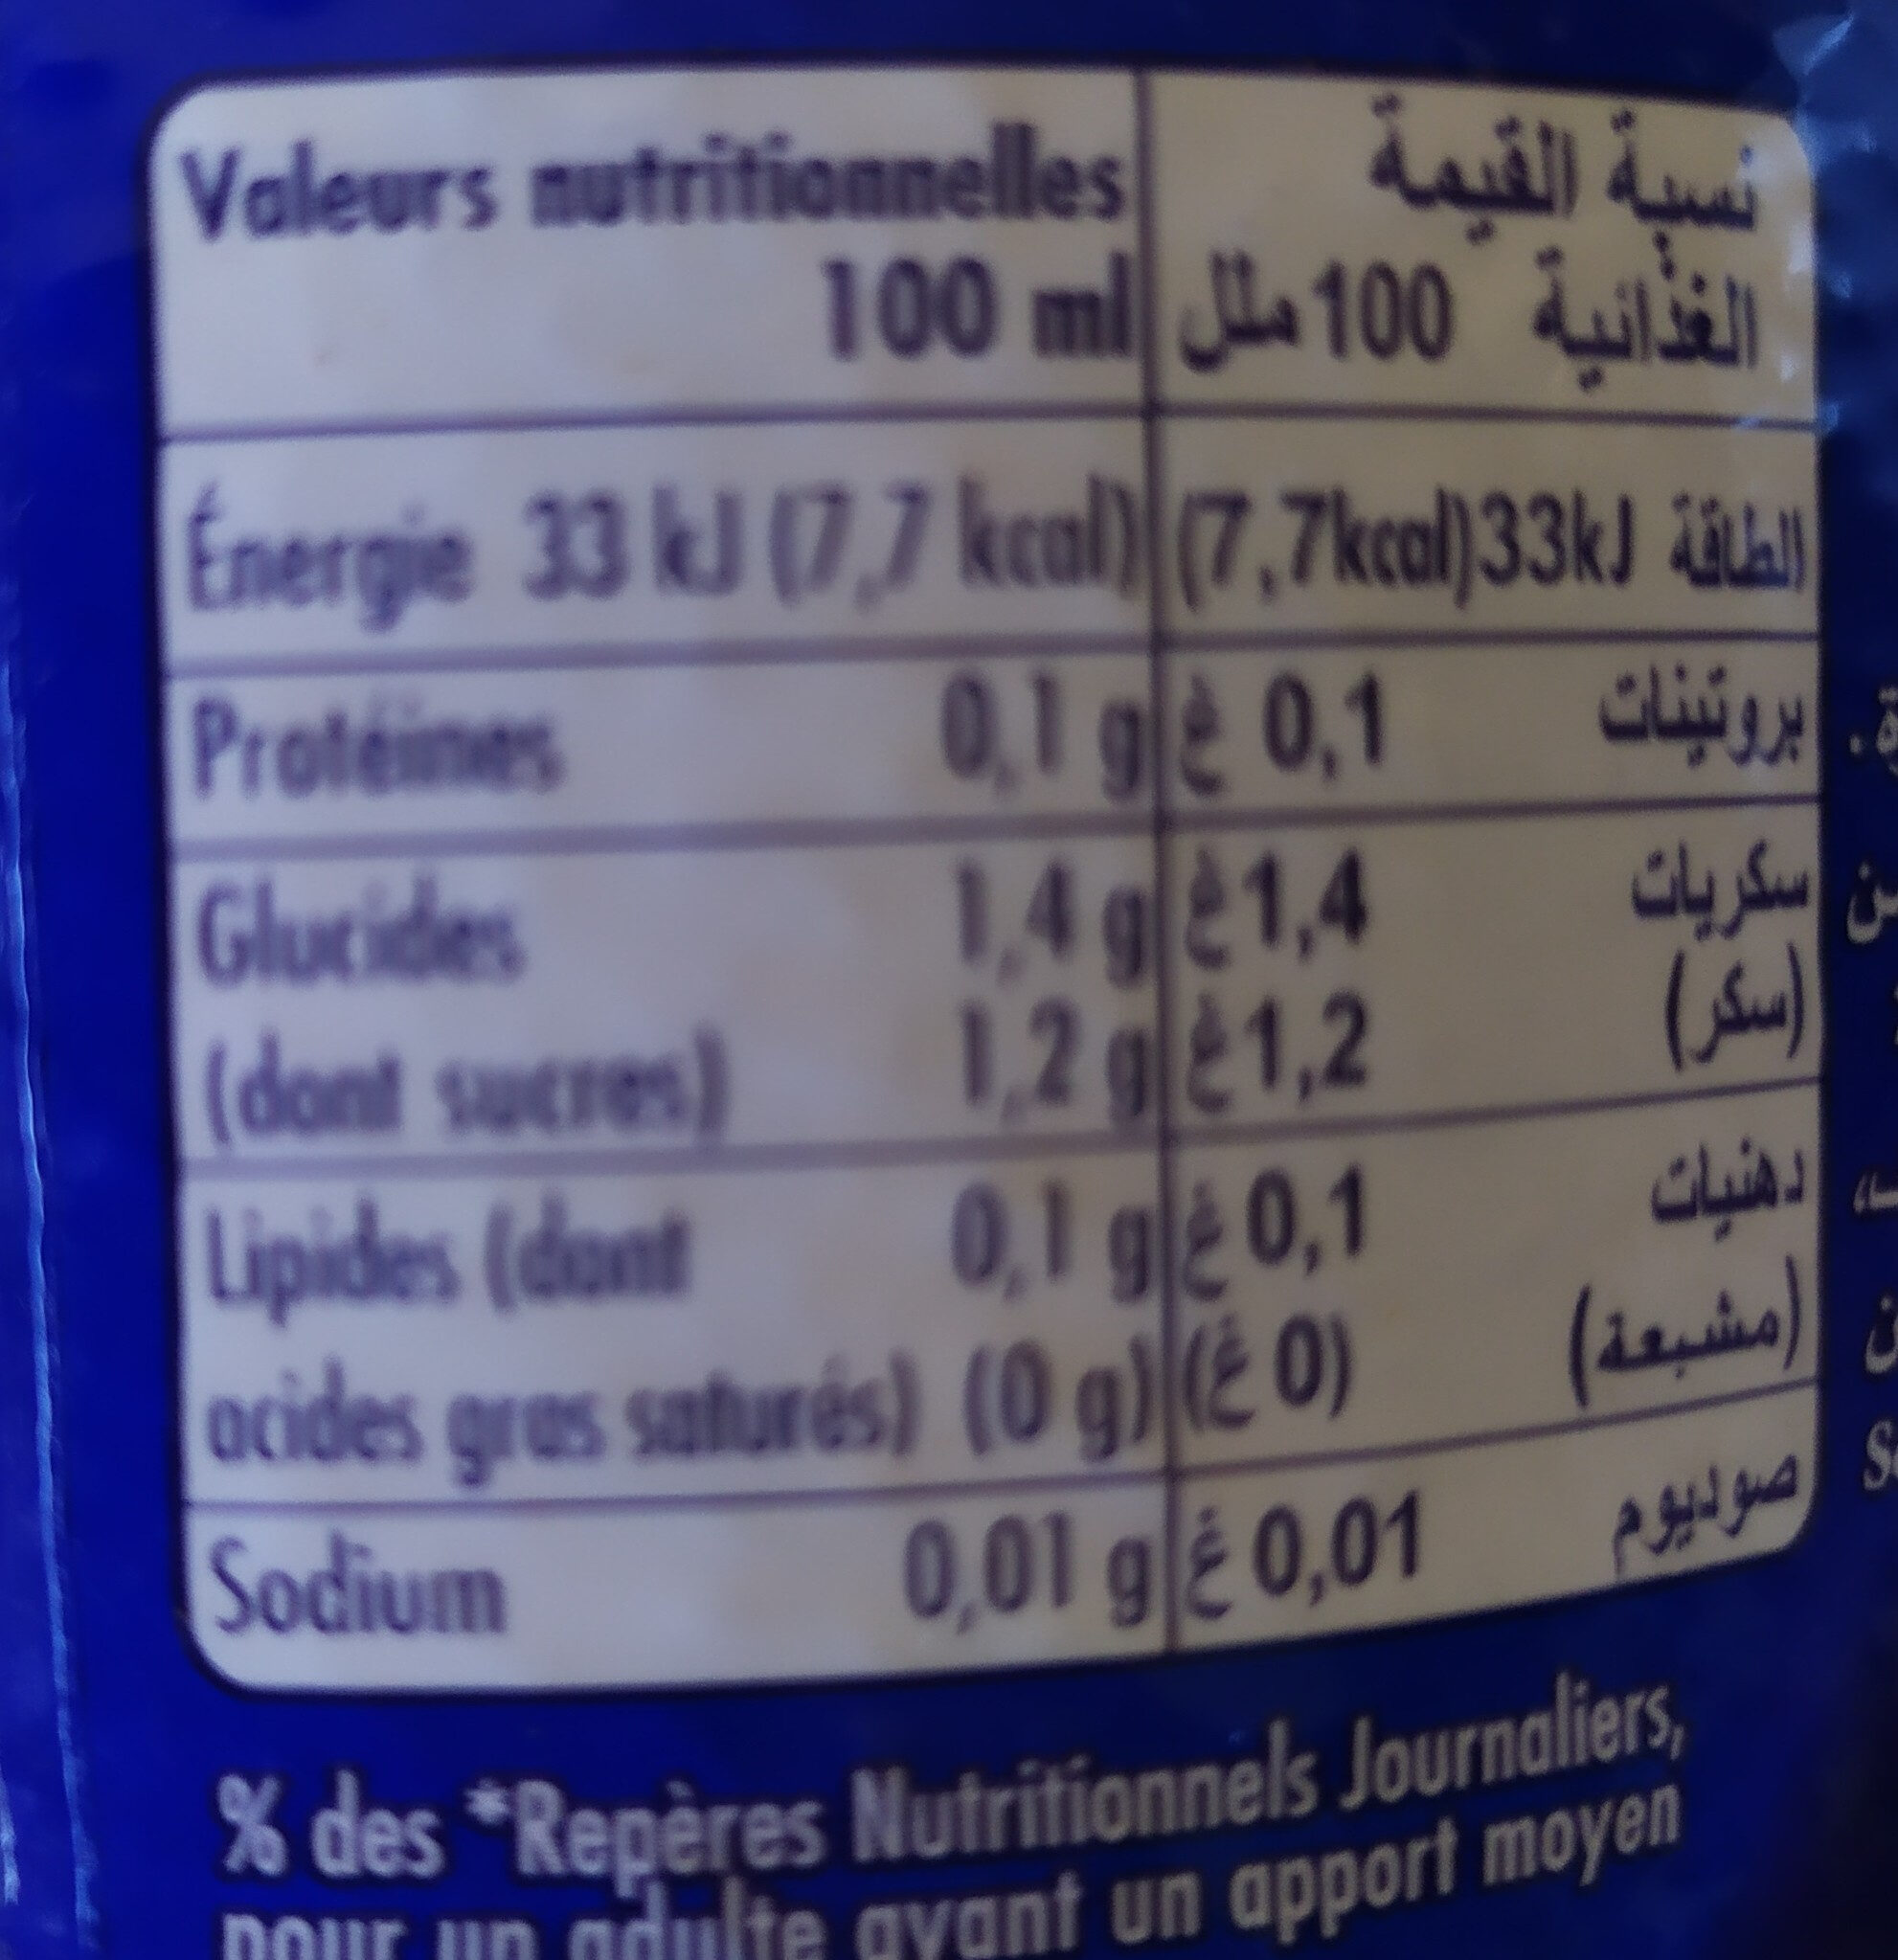 Valeurs nutritionnelles
100 ml
نسبة القيمة
الغذائية 100 ملل
Énergie 33 kJ (7,7 kcal)
الطاقة 33kJ (7,7kcal)
Protéines 0,1 g
بروتينات 0,1 غ
Glucides 1,4 g
سكريات 1,4 غ
(dont sucres) 1,2 g
(سكر) 1,2 غ
Lipides (dont 0,1 g
دهنيات 0,1 غ
acides gras saturés) (0 g)
(مشبعة) (0 غ)
Sodium 0,01 g
صوديوم 0,01 غ
% des *Repères Nutritionnels Journaliers,
pour un adulte ayant un apport moyen